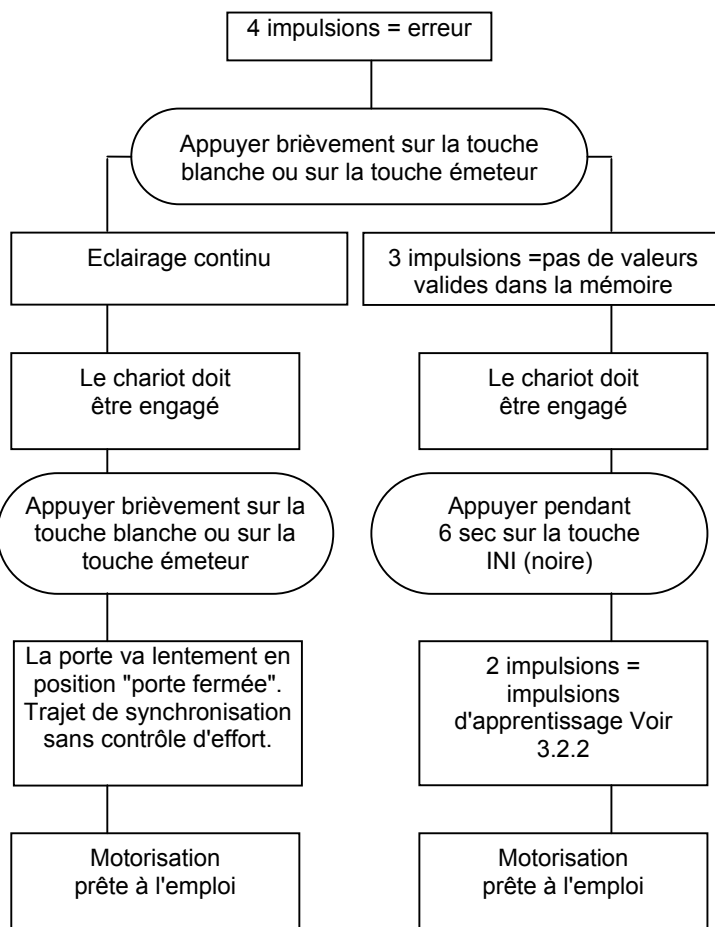 4 impulsions = erreur
Appuyer brièvement sur la touche
blanche ou sur la touche émeteur
Eclairage continu
3 impulsions =pas de valeurs
valides dans la mémoire
Le chariot doit
être engagé
Le chariot doit
être engagé
Appuyer brièvement sur la
touche blanche ou sur la
touche émeteur
Appuyer pendant
6 sec sur la touche
INI (noire)
La porte va lentement en
position "porte fermée".
Trajet de synchronisation
sans contrôle d'effort.
2 impulsions =
impulsions
d'apprentissage Voir
3.2.2
Motorisation
prête à l'emploi
Motorisation
prête à l'emploi